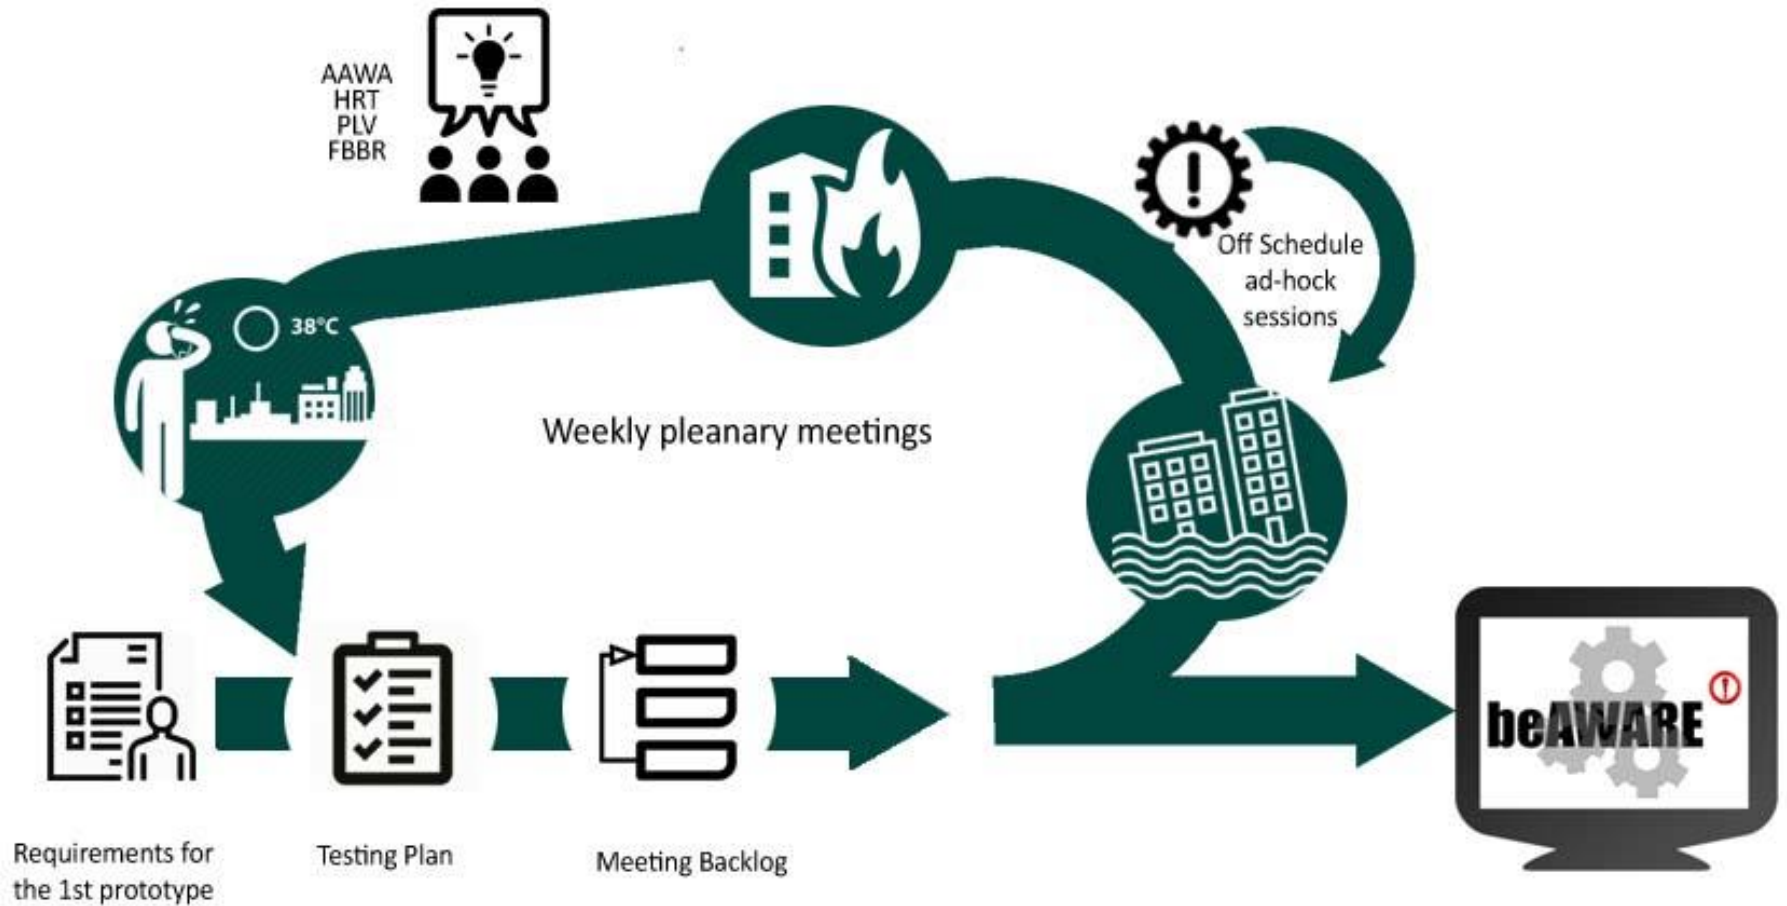 AAWA
HRT
PLV
FBBR
Off Schedule
ad-hock
sessions
38°C
Weekly pleanary meetings
beAWARE
Requirements for
the 1st prototype
Testing Plan
Meeting Backlog